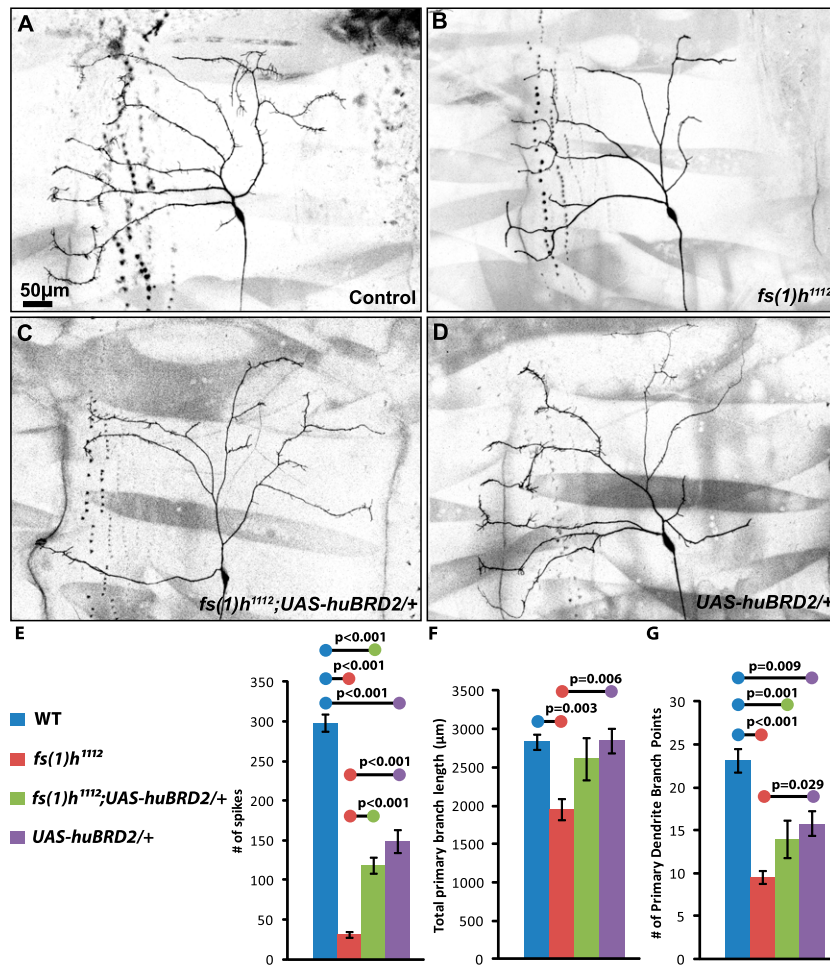 A
B
50µm
Control
fs(1)h¹¹¹²
C
D
fs(1)h¹¹¹²;UAS-huBRD2/+
UAS-huBRD2/+
E
F
G
WT
fs(1)h¹¹¹²
fs(1)h¹¹¹²;UAS-huBRD2/+
UAS-huBRD2/+
p<0.001
p<0.001
p<0.001
p<0.001
p<0.001
# of spikes
350
300
250
200
150
100
50
0
p=0.006
p=0.003
Total primary branch length (µm)
3500
3000
2500
2000
1500
1000
500
0
p=0.009
p=0.001
p<0.001
p=0.029
# of Primary Dendrite Branch Points
30
25
20
15
10
5
0